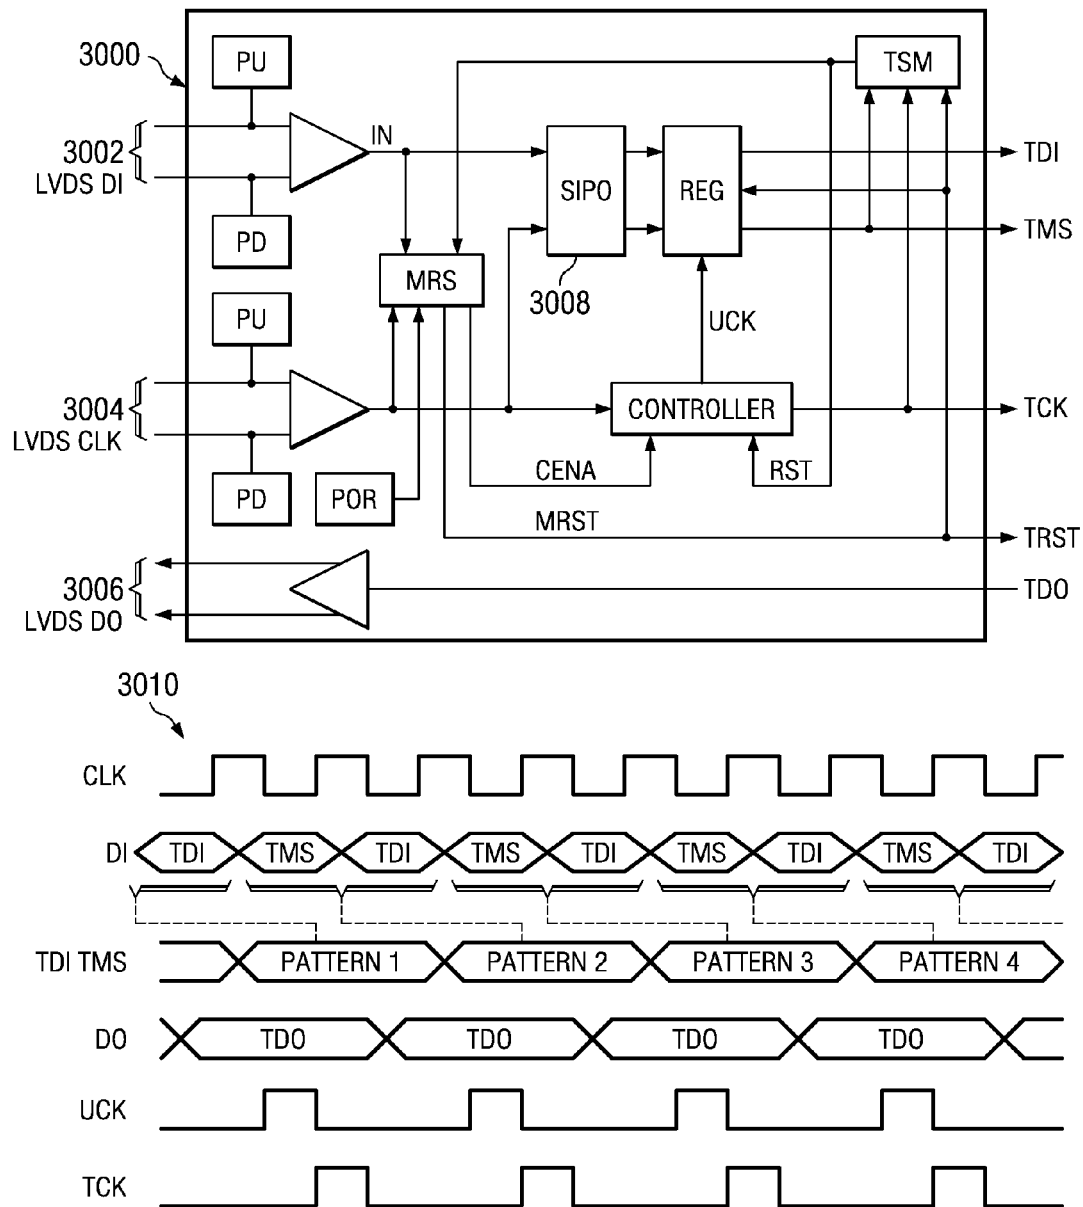 3000
PU
TSM
IN
3002
LVDS DI
TDI
SIPO
REG
PD
TMS
MRS
3008
PU
UCK
3004
LVDS CLK
CONTROLLER
TCK
PD
POR
CENA
RST
MRST
TRST
3006
LVDS DO
TDO
3010
CLK
DI TDI TMS TDI TMS TDI TMS TDI TMS TDI
TDI TMS PATTERN 1 PATTERN 2 PATTERN 3 PATTERN 4
DO TDO TDO TDO TDO
UCK
TCK